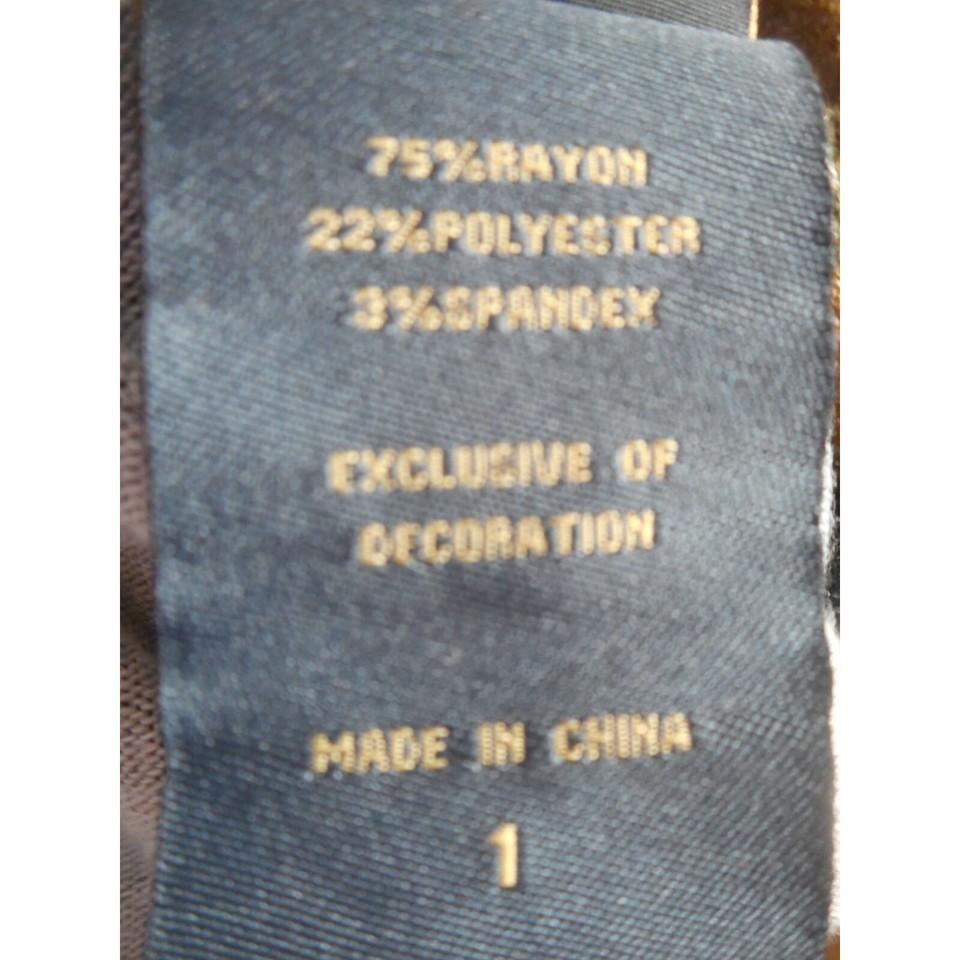 75%RAYON
22%POLYESTER
3%SPANDEX
EXCLUSIVE OF
DECORATION
MADE IN CHINA
1